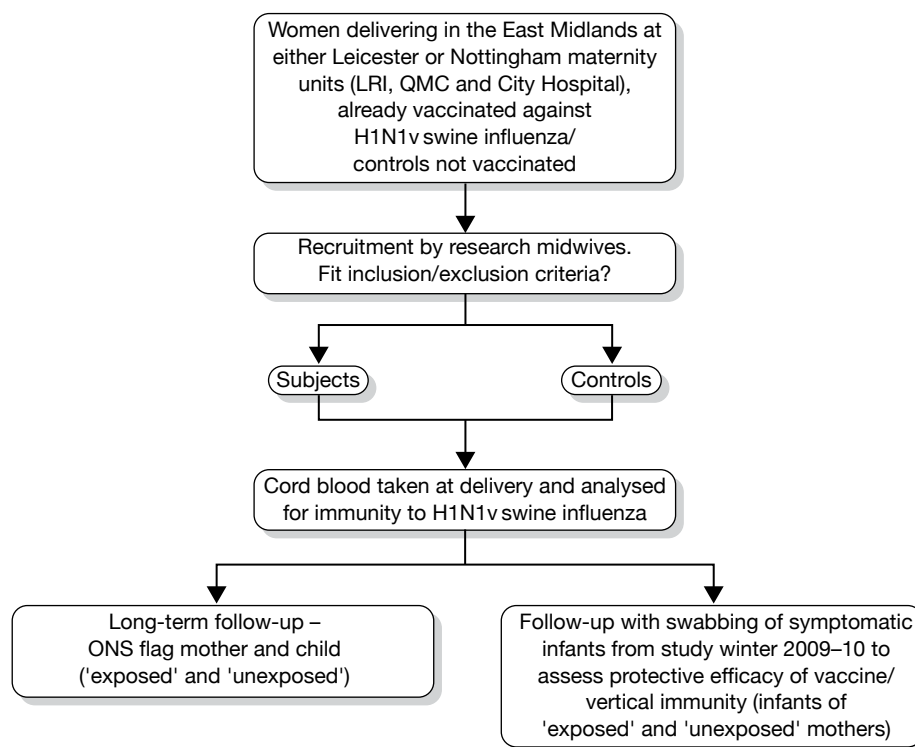 Women delivering in the East Midlands at
either Leicester or Nottingham maternity
units (LRI, QMC and City Hospital),
already vaccinated against
H1N1v swine influenza/
controls not vaccinated
Recruitment by research midwives.
Fit inclusion/exclusion criteria?
Subjects
Controls
Cord blood taken at delivery and analysed
for immunity to H1N1v swine influenza
Long-term follow-up –
ONS flag mother and child
('exposed' and 'unexposed')
Follow-up with swabbing of symptomatic
infants from study winter 2009–10 to
assess protective efficacy of vaccine/
vertical immunity (infants of
'exposed' and 'unexposed' mothers)